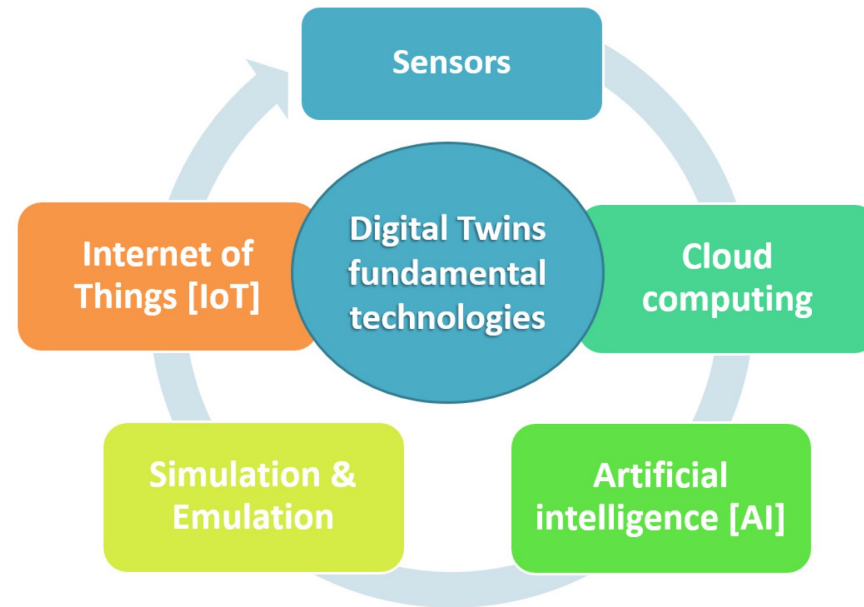 Sensors
Digital Twins
fundamental
technologies
Internet of
Things [IoT]
Cloud
computing
Simulation &
Emulation
Artificial
intelligence [AI]